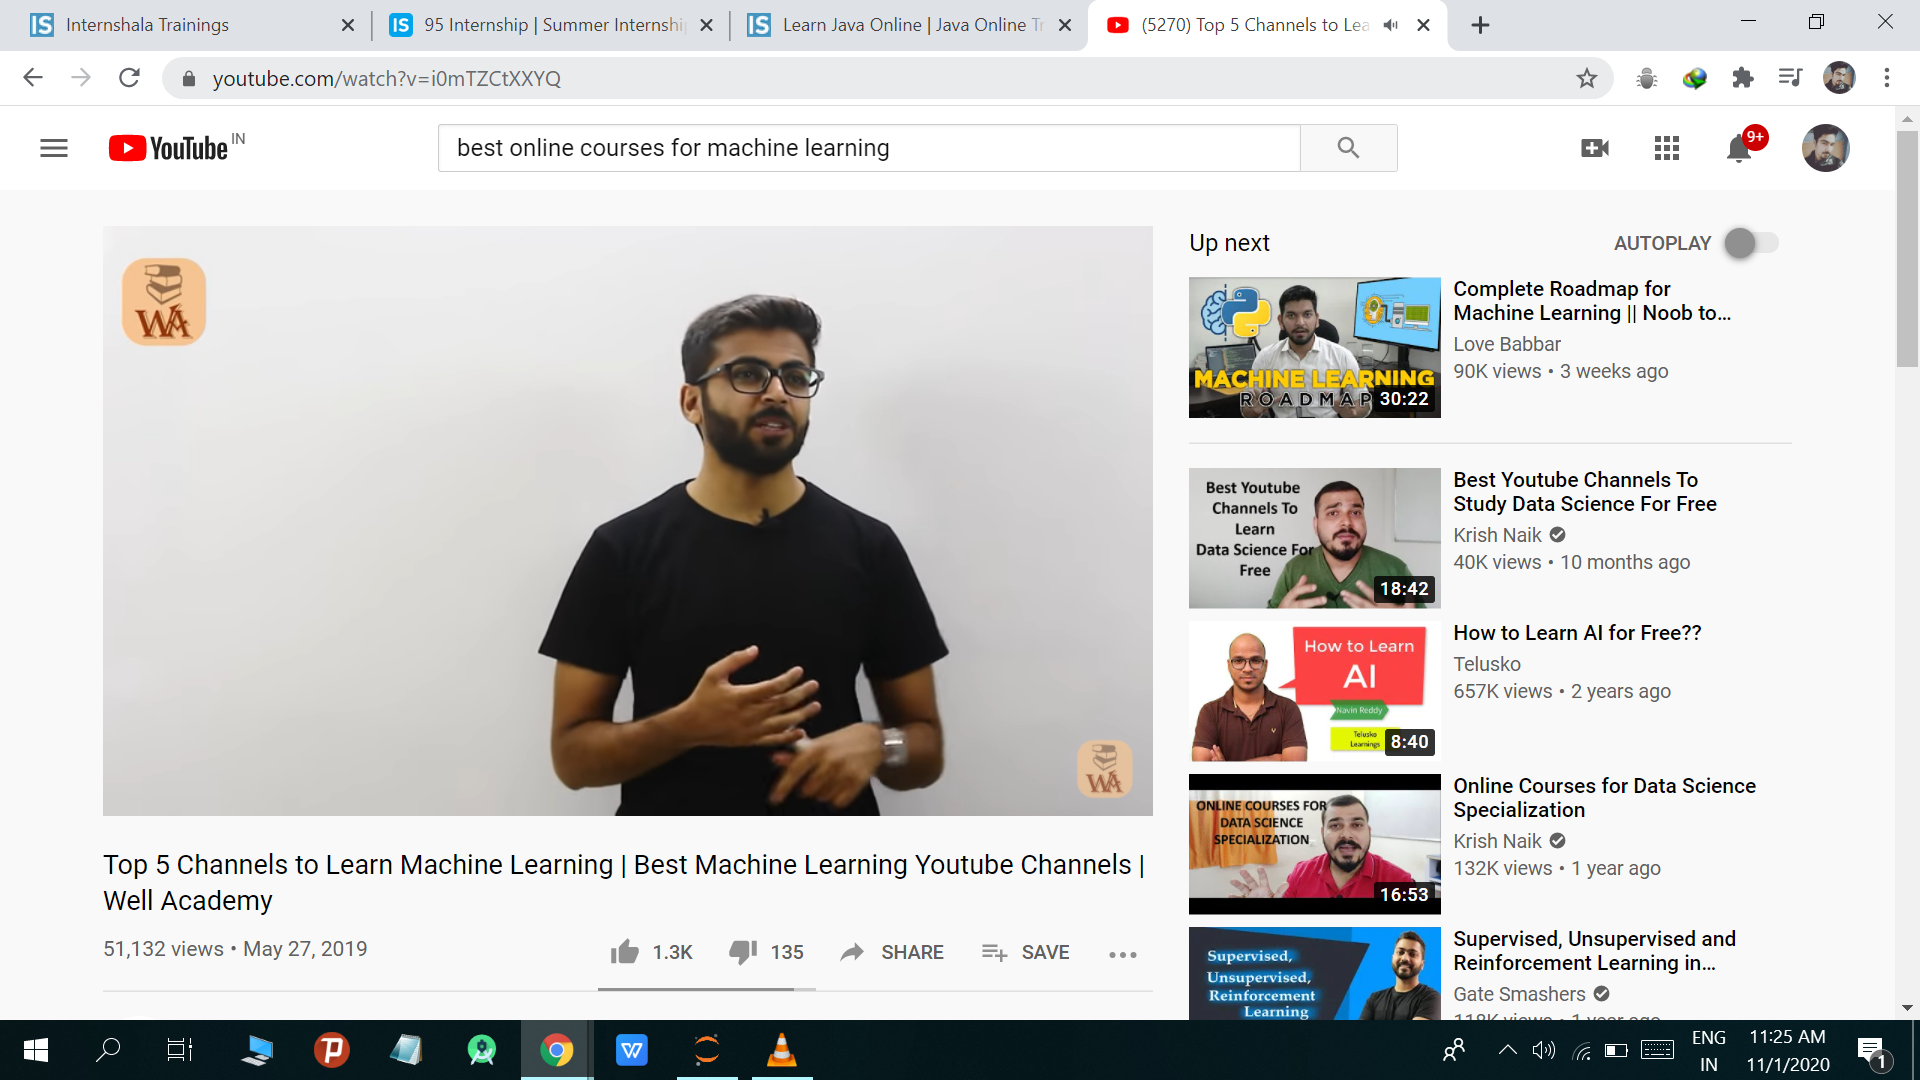 Internshala Trainings
95 Internship | Summer Internshi
Learn Java Online | Java Online Tr
(5270) Top 5 Channels to Lea
youtube.com/watch?v=i0mTZCtXXYQ
YouTube IN
best online courses for machine learning
9+
WA
WA
Top 5 Channels to Learn Machine Learning | Best Machine Learning Youtube Channels |
Well Academy
51,132 views • May 27, 2019
1.3K
135
SHARE
SAVE
Up next
AUTOPLAY
MACHINE LEARNING
ROADMAP
30:22
Complete Roadmap for
Machine Learning || Noob to...
Love Babbar
90K views • 3 weeks ago
Best Youtube
Channels To
Learn
Data Science For
Free
18:42
Best Youtube Channels To
Study Data Science For Free
Krish Naik
40K views • 10 months ago
How to Learn
AI
Navin Reddy
Telusko
Learnings
8:40
How to Learn AI for Free??
Telusko
657K views • 2 years ago
ONLINE COURSES FOR
DATA SCIENCE
SPECIALIZATION
16:53
Online Courses for Data Science
Specialization
Krish Naik
132K views • 1 year ago
Supervised,
Unsupervised,
Reinforcement
Learning
Supervised, Unsupervised and
Reinforcement Learning in...
Gate Smashers
118K views • 1 year ago
ENG
IN
11:25 AM
11/1/2020
1